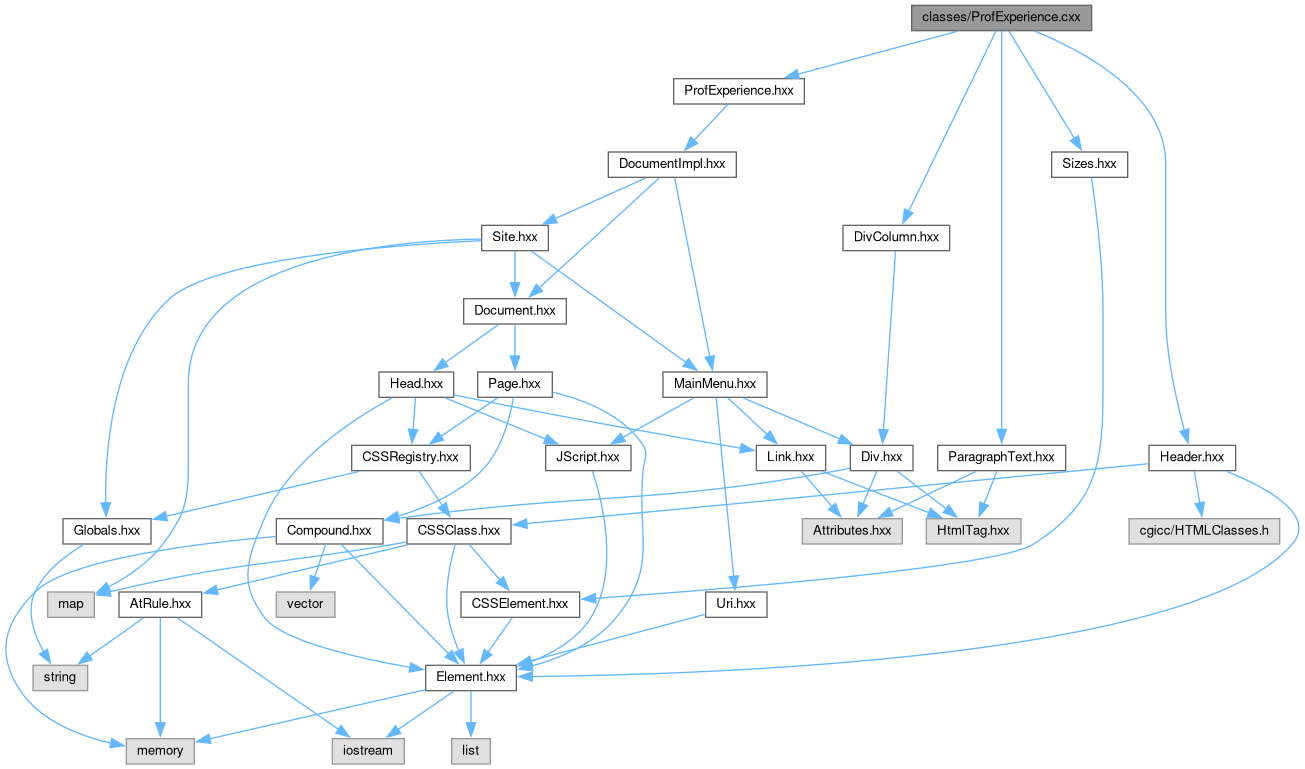 classes/ProfExperience.cxx
ProfExperience.hxx
DocumentImpl.hxx
Sizes.hxx
Site.hxx
DivColumn.hxx
Document.hxx
Head.hxx
Page.hxx
MainMenu.hxx
CSSRegistry.hxx
JScript.hxx
Link.hxx
Div.hxx
ParagraphText.hxx
Header.hxx
Globals.hxx
Compound.hxx
CSSClass.hxx
Attributes.hxx
HtmlTag.hxx
cgicc/HTMLClasses.h
map
AtRule.hxx
vector
CSSElement.hxx
Uri.hxx
string
Element.hxx
memory
iostream
list